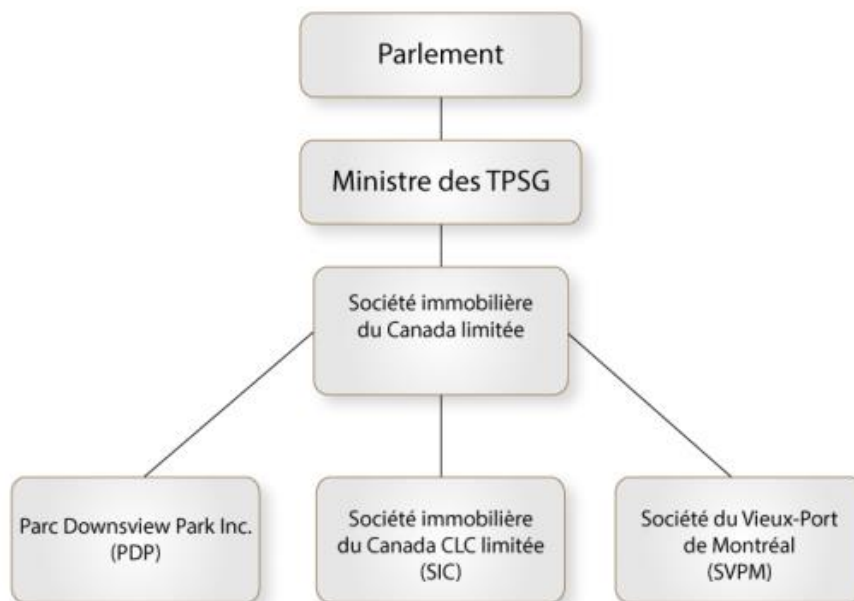 Parlement
Ministre des TPSG
Société immobilière
du Canada limitée
Parc Downsview Park Inc.
(PDP)
Société immobilière
du Canada CLC limitée
(SIC)
Société du Vieux-Port
de Montréal
(SVPM)